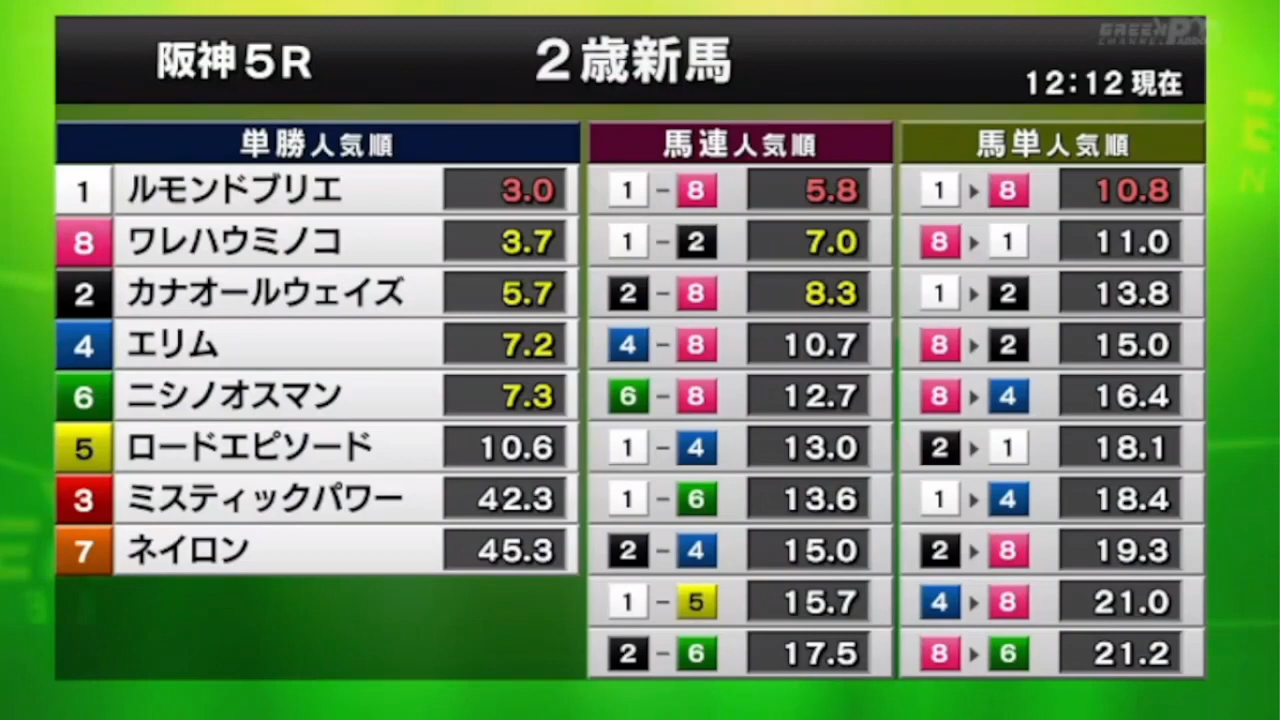 阪神5R
2歳新馬
GREEN CHANNEL
12:12現在
単勝人気順
1 ルモンドブリエ 3.0
8 ワレハウミノコ 3.7
2 カナオールウェイズ 5.7
4 エリム 7.2
6 ニシノオスマン 7.3
5 ロードエピソード 10.6
3 ミスティックパワー 42.3
7 ネイロン 45.3
馬連人気順
1-8 5.8
1-2 7.0
2-8 8.3
4-8 10.7
6-8 12.7
1-4 13.0
1-6 13.6
2-4 15.0
1-5 15.7
2-6 17.5
馬単人気順
1▶8 10.8
8▶1 11.0
1▶2 13.8
8▶2 15.0
8▶4 16.4
2▶1 18.1
1▶4 18.4
2▶8 19.3
4▶8 21.0
8▶6 21.2